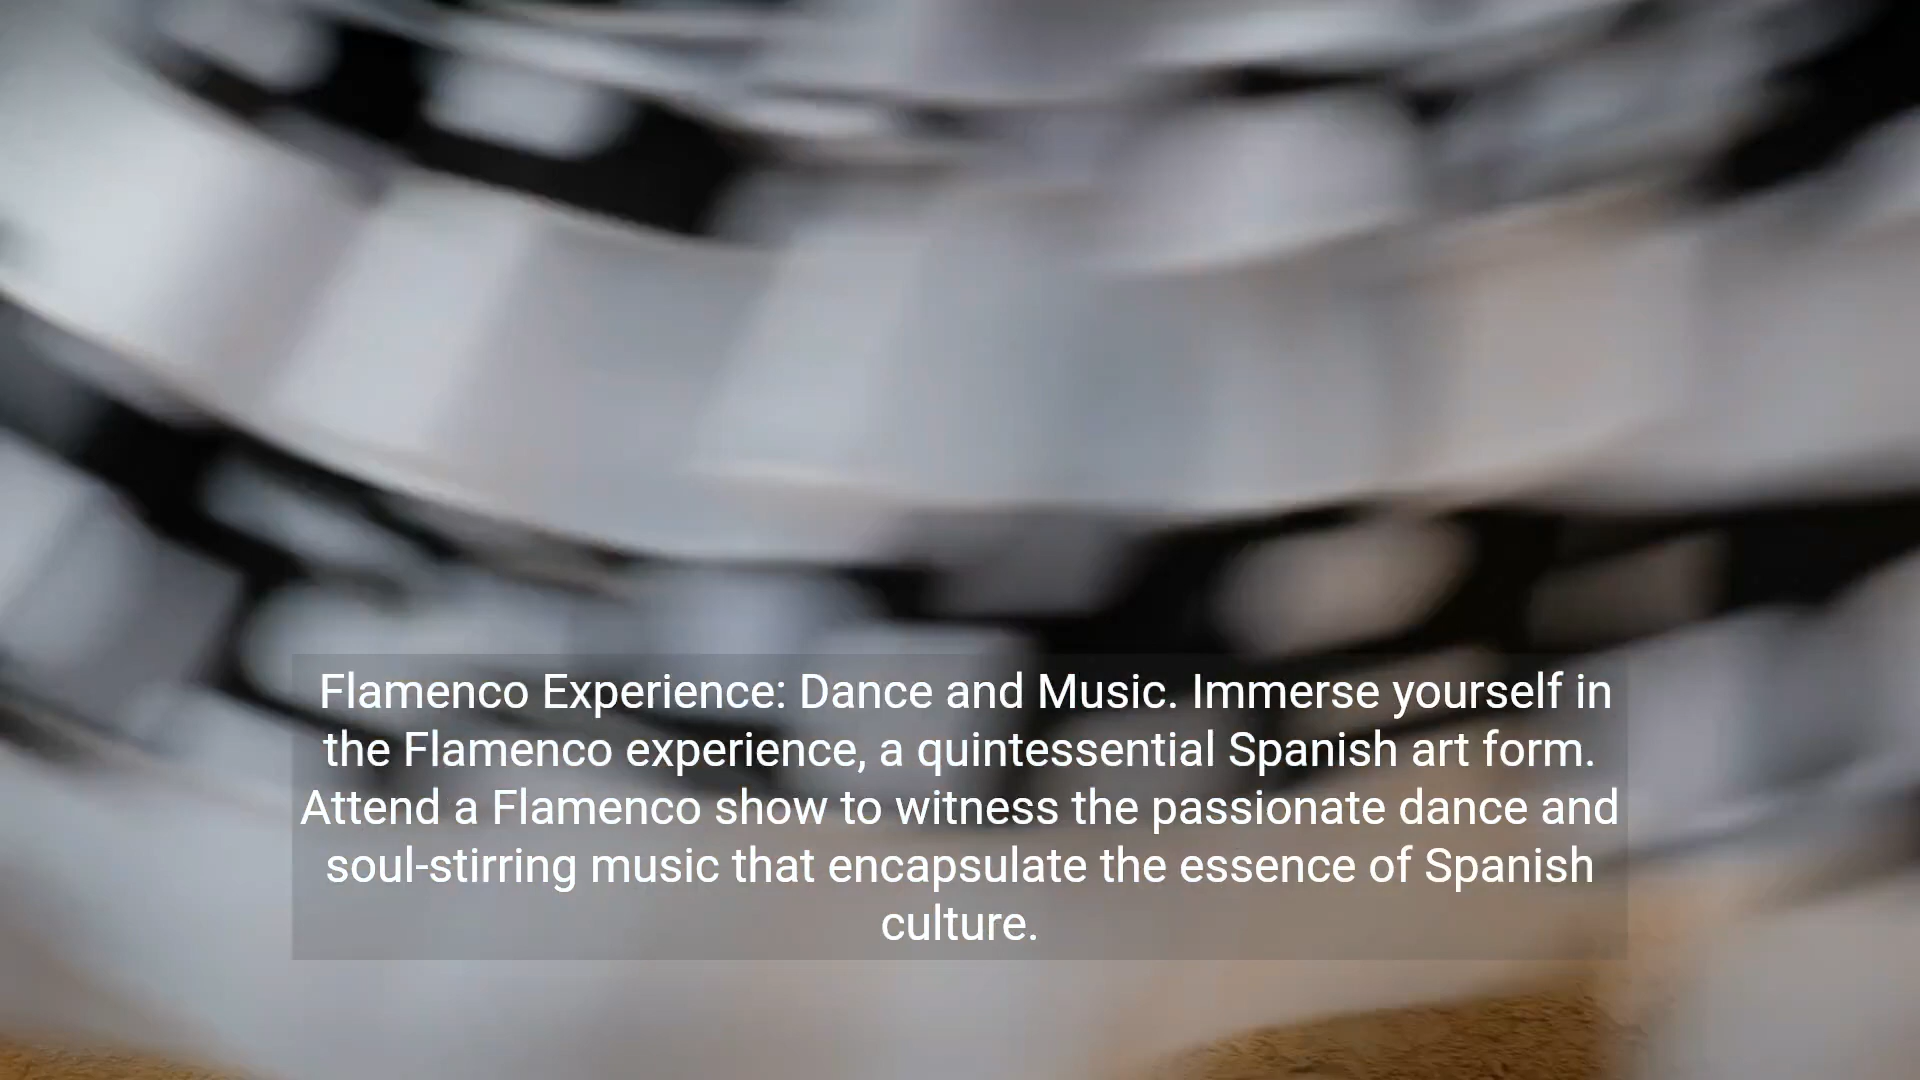 Flamenco Experience: Dance and Music. Immerse yourself in
the Flamenco experience, a quintessential Spanish art form.
Attend a Flamenco show to witness the passionate dance and
soul-stirring music that encapsulate the essence of Spanish
culture.